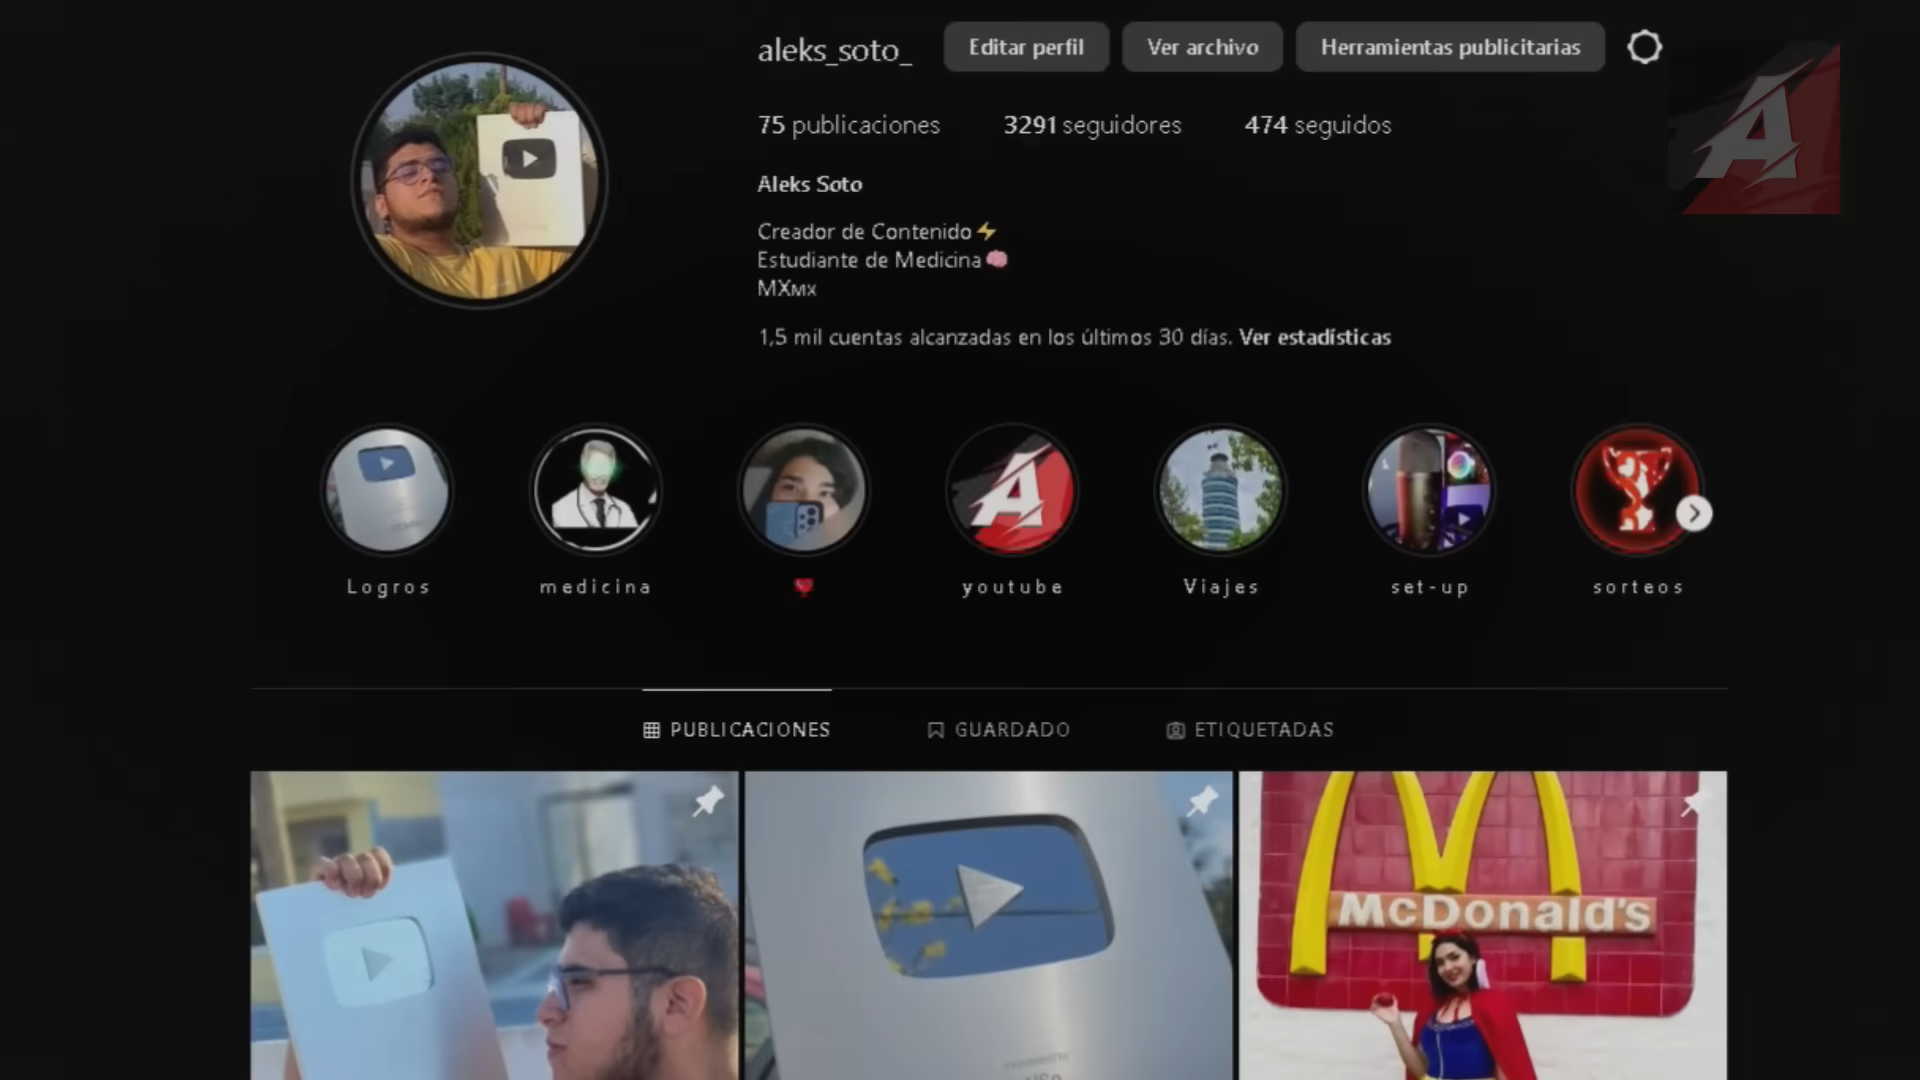 aleks_soto_ Editar perfil Ver archivo Herramientas publicitarias
75 publicaciones 3291 seguidores 474 seguidos
Aleks Soto
Creador de Contenido⚡
Estudiante de Medicina🧠
MXMX
1,5 mil cuentas alcanzadas en los últimos 30 días. Ver estadísticas
A
Logros medicina youtube Viajes set-up sorteos
PUBLICACIONES GUARDADO ETIQUETADAS
McDonald's